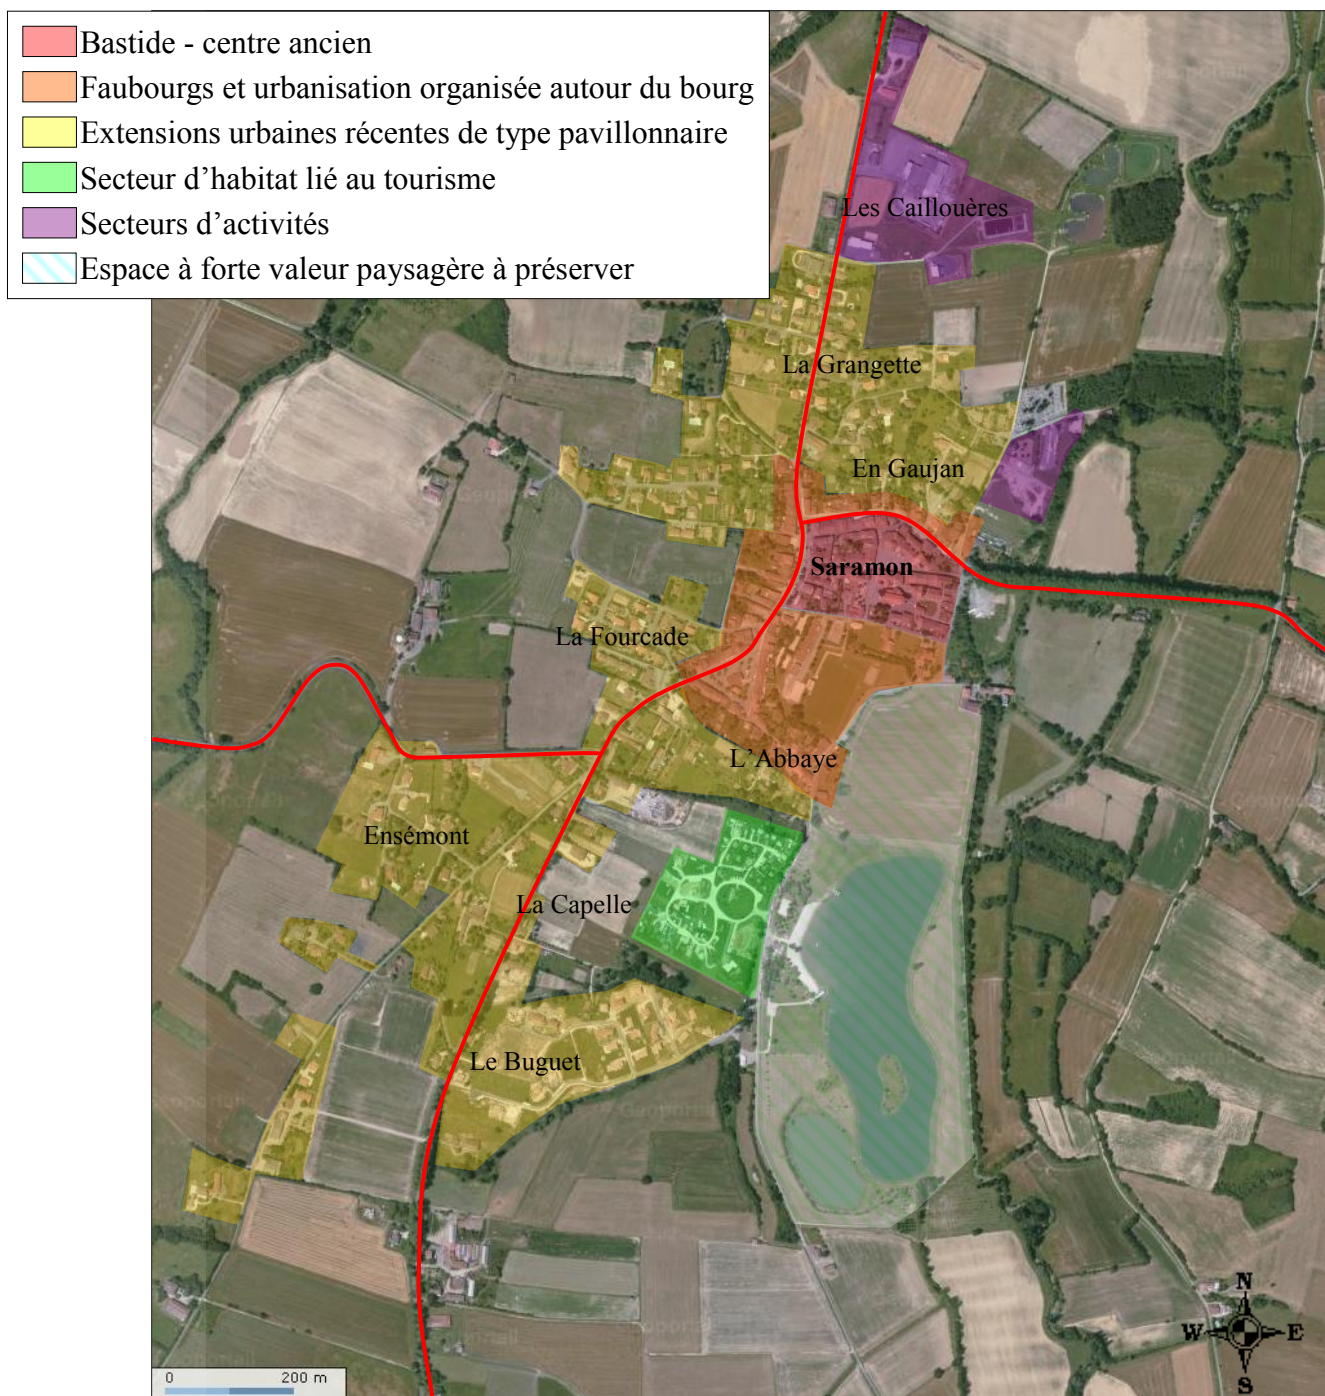 Bastide - centre ancien
Faubourgs et urbanisation organisée autour du bourg
Extensions urbaines récentes de type pavillonnaire
Secteur d’habitat lié au tourisme
Secteurs d’activités
Espace à forte valeur paysagère à préserver
Les Caillouères
La Grangette
En Gaujan
Saramon
La Fourcade
L’Abbaye
Ensémont
La Capelle
Le Buguet
N
W E
S
0 200 m